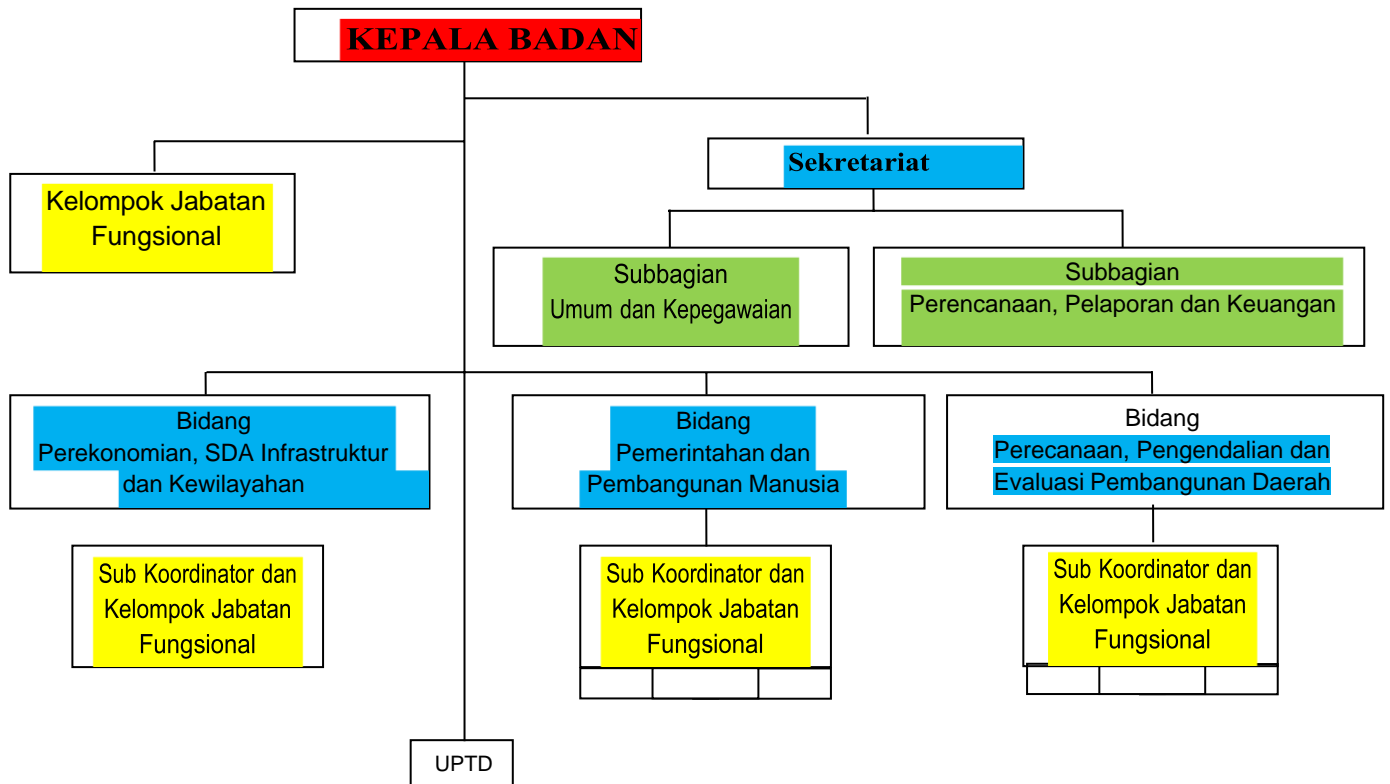 KEPALA BADAN
Sekretariat
Kelompok Jabatan
Fungsional
Subbagian
Umum dan Kepegawaian
Subbagian
Perencanaan, Pelaporan dan Keuangan
Bidang
Perekonomian, SDA Infrastruktur
dan Kewilayahan
Bidang
Pemerintahan dan
Pembangunan Manusia
Bidang
Perecanaan, Pengendalian dan
Evaluasi Pembangunan Daerah
Sub Koordinator dan
Kelompok Jabatan
Fungsional
Sub Koordinator dan
Kelompok Jabatan
Fungsional
Sub Koordinator dan
Kelompok Jabatan
Fungsional
UPTD